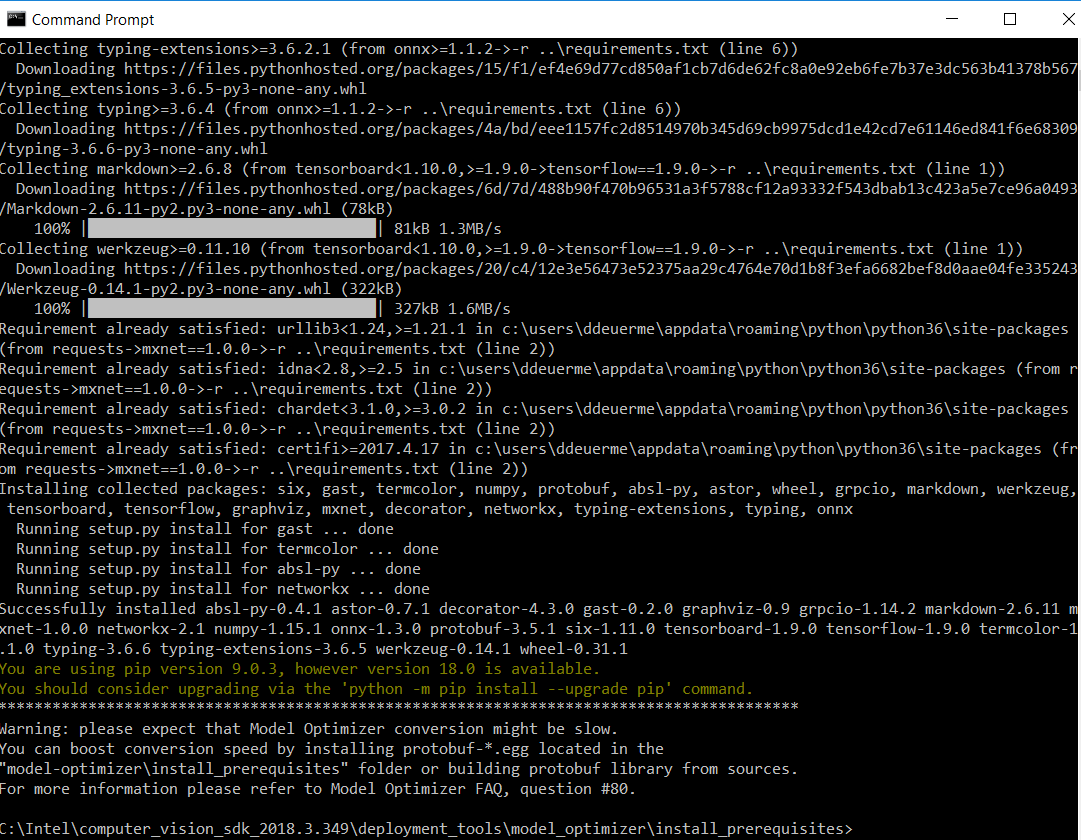 Command Prompt
Collecting typing-extensions>=3.6.2.1 (from onnx>=1.1.2->-r ..\requirements.txt (line 6))
  Downloading https://files.pythonhosted.org/packages/15/f1/ef4e69d77cd850af1cb7d6de62fc8a0e92eb6fe7b37e3dc563b41378b567
/typing_extensions-3.6.5-py3-none-any.whl
Collecting typing>=3.6.4 (from onnx>=1.1.2->-r ..\requirements.txt (line 6))
  Downloading https://files.pythonhosted.org/packages/4a/bd/eee1157fc2d8514970b345d69cb9975dcd1e42cd7e61146ed841f6e68309
/typing-3.6.6-py3-none-any.whl
Collecting markdown>=2.6.8 (from tensorboard<1.10.0,>=1.9.0->tensorflow==1.9.0->-r ..\requirements.txt (line 1))
  Downloading https://files.pythonhosted.org/packages/6d/7d/488b90f470b96531a3f5788cf12a93332f543dbab13c423a5e7ce96a0493
/Markdown-2.6.11-py2.py3-none-any.whl (78kB)
    100% |                                | 81kB 1.3MB/s
Collecting werkzeug>=0.11.10 (from tensorboard<1.10.0,>=1.9.0->tensorflow==1.9.0->-r ..\requirements.txt (line 1))
  Downloading https://files.pythonhosted.org/packages/20/c4/12e3e56473e52375aa29c4764e70d1b8f3efa6682bef8d0aae04fe335243
/Werkzeug-0.14.1-py2.py3-none-any.whl (322kB)
    100% |                                | 327kB 1.6MB/s
Requirement already satisfied: urllib3<1.24,>=1.21.1 in c:\users\ddeuerme\appdata\roaming\python\python36\site-packages
(from requests->mxnet==1.0.0->-r ..\requirements.txt (line 2))
Requirement already satisfied: idna<2.8,>=2.5 in c:\users\ddeuerme\appdata\roaming\python\python36\site-packages (from r
equests->mxnet==1.0.0->-r ..\requirements.txt (line 2))
Requirement already satisfied: chardet<3.1.0,>=3.0.2 in c:\users\ddeuerme\appdata\roaming\python\python36\site-packages
(from requests->mxnet==1.0.0->-r ..\requirements.txt (line 2))
Requirement already satisfied: certifi>=2017.4.17 in c:\users\ddeuerme\appdata\roaming\python\python36\site-packages (fr
om requests->mxnet==1.0.0->-r ..\requirements.txt (line 2))
Installing collected packages: six, gast, termcolor, numpy, protobuf, absl-py, astor, wheel, grpcio, markdown, werkzeug,
 tensorboard, tensorflow, graphviz, mxnet, decorator, networkx, typing-extensions, typing, onnx
  Running setup.py install for gast ... done
  Running setup.py install for termcolor ... done
  Running setup.py install for absl-py ... done
  Running setup.py install for networkx ... done
Successfully installed absl-py-0.4.1 astor-0.7.1 decorator-4.3.0 gast-0.2.0 graphviz-0.9 grpcio-1.14.2 markdown-2.6.11 m
xnet-1.0.0 networkx-2.1 numpy-1.15.1 onnx-1.3.0 protobuf-3.5.1 six-1.11.0 tensorboard-1.9.0 tensorflow-1.9.0 termcolor-1
.1.0 typing-3.6.6 typing-extensions-3.6.5 werkzeug-0.14.1 wheel-0.31.1
You are using pip version 9.0.3, however version 18.0 is available.
You should consider upgrading via the 'python -m pip install --upgrade pip' command.
*****************************************************************************************
Warning: please expect that Model Optimizer conversion might be slow.
You can boost conversion speed by installing protobuf-*.egg located in the
"model-optimizer\install_prerequisites" folder or building protobuf library from sources.
For more information please refer to Model Optimizer FAQ, question #80.
C:\Intel\computer_vision_sdk_2018.3.349\deployment_tools\model_optimizer\install_prerequisites>